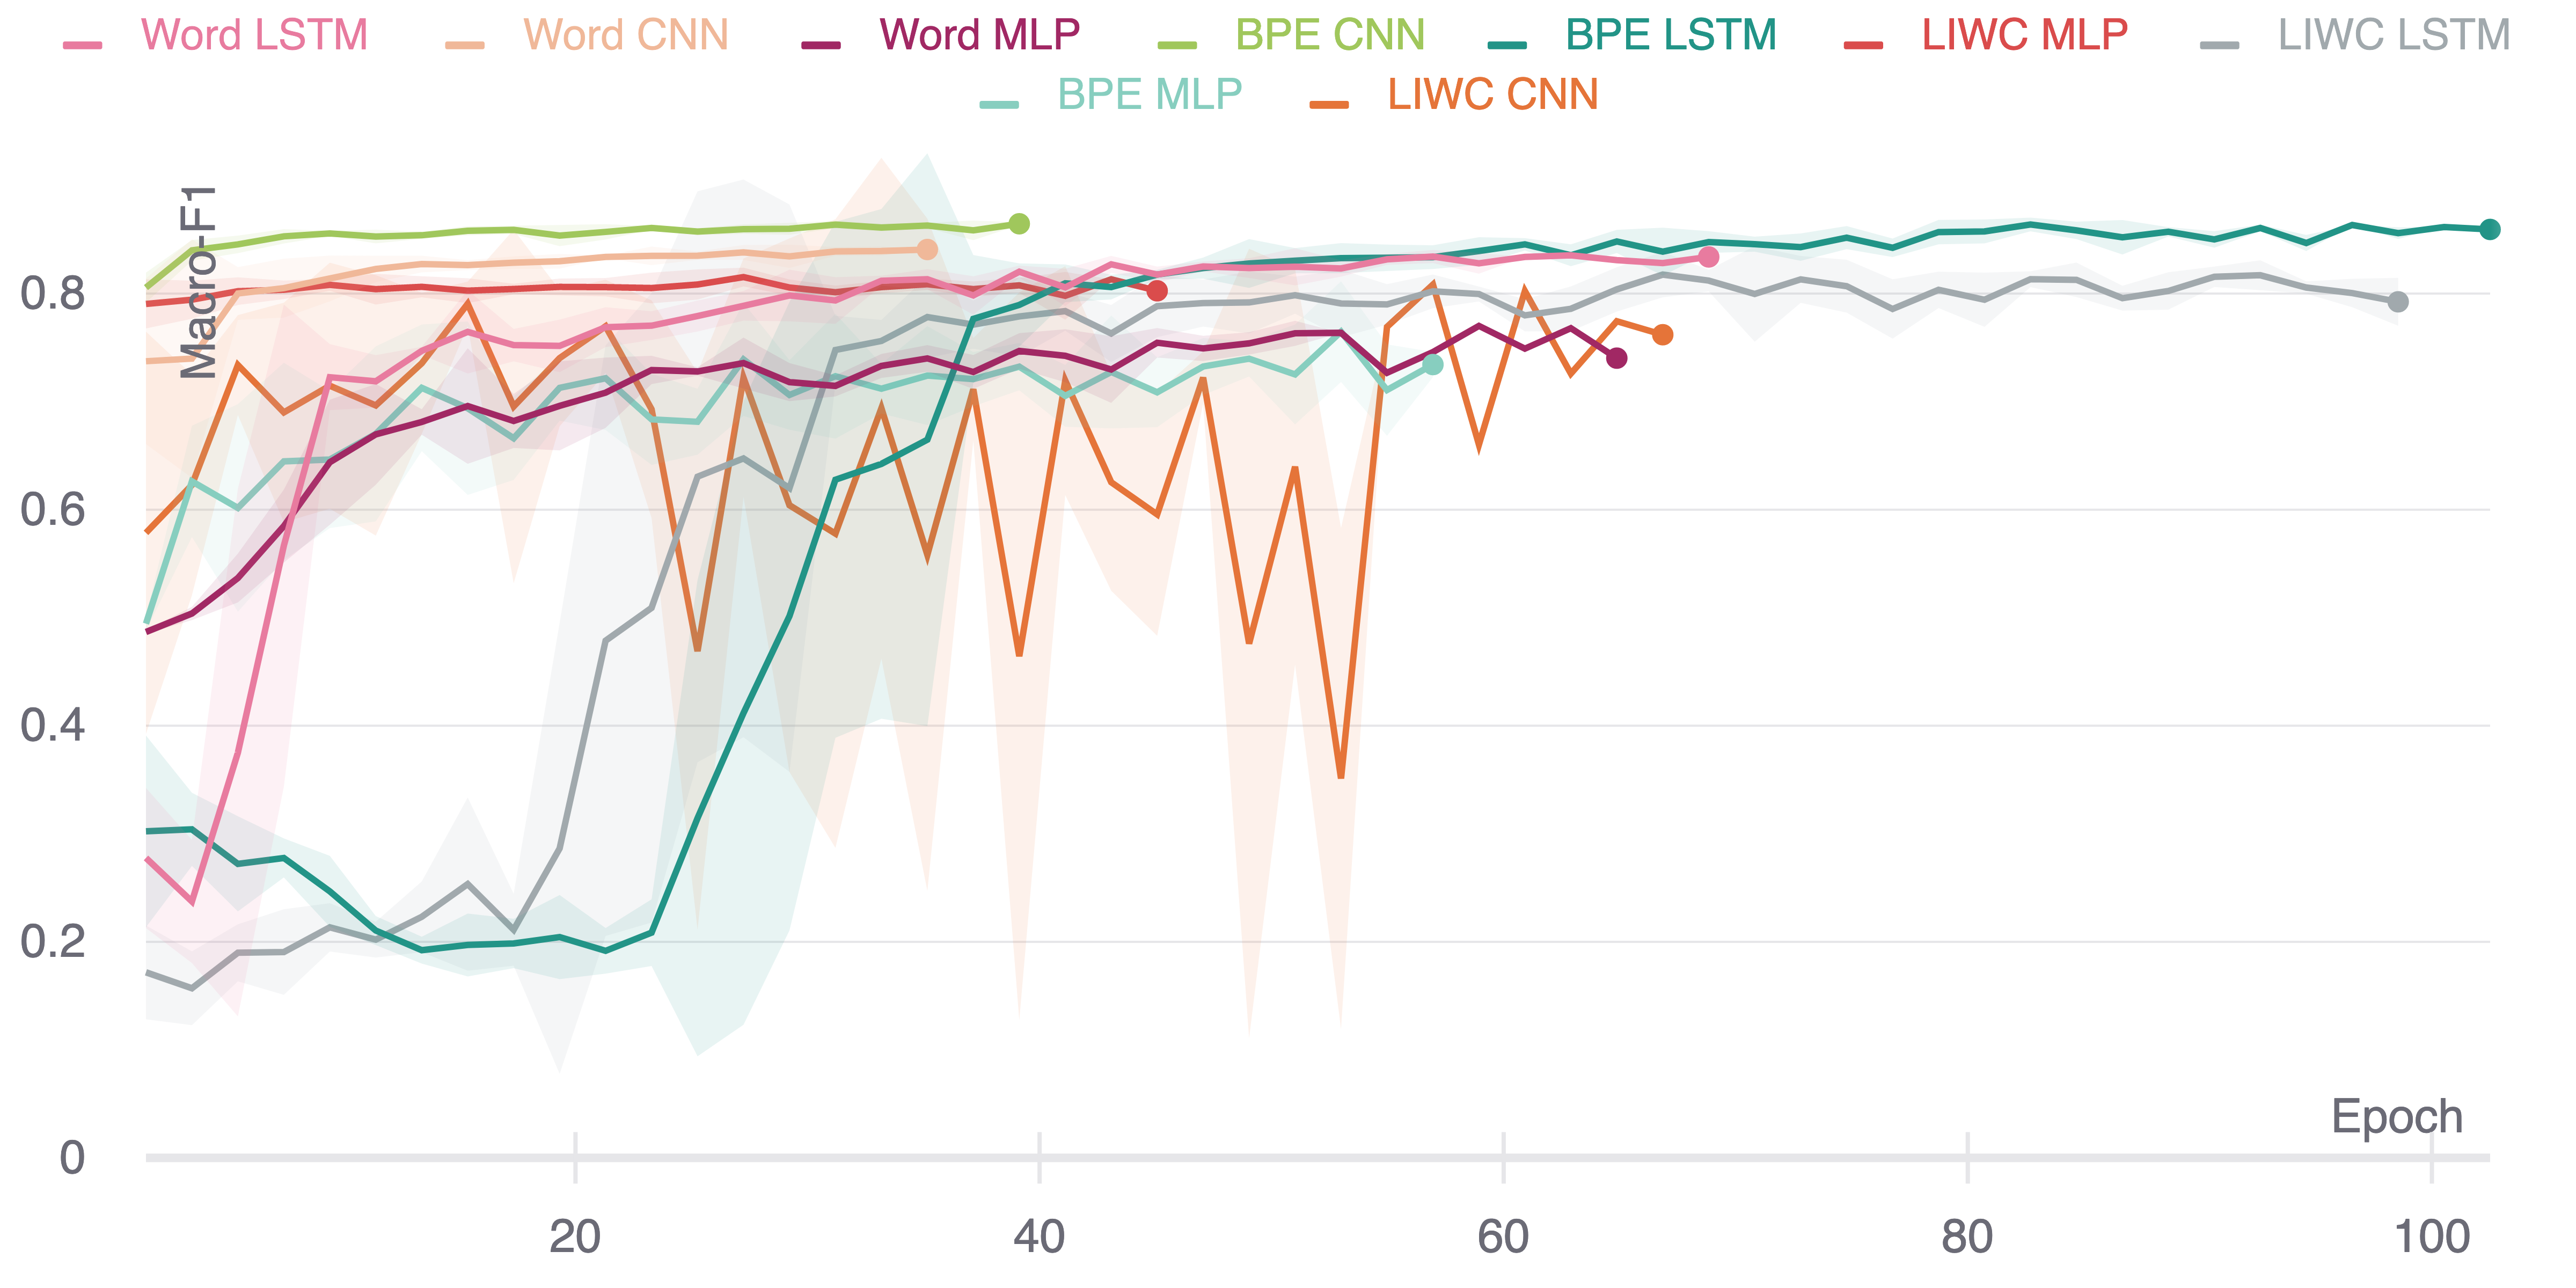 Word LSTM Word CNN Word MLP BPE CNN BPE LSTM LIWC MLP LIWC LSTM
BPE MLP LIWC CNN
Macro-F1
0.8
0.6
0.4
0.2
Epoch
0
20 40 60 80 100